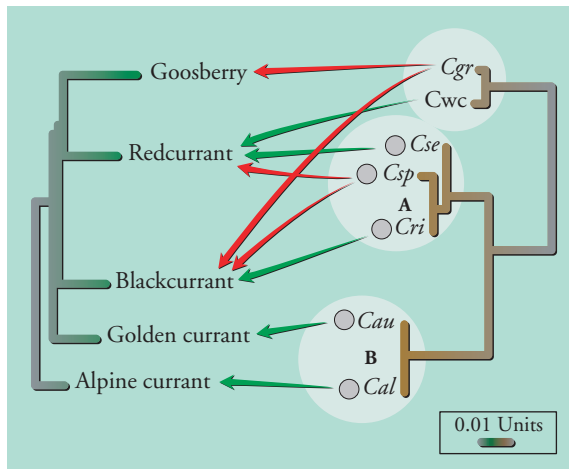 Goosberry
Redcurrant
Blackcurrant
Golden currant
Alpine currant
Cgr
Cwc
Cse
Csp
A
Cri
Cau
B
Cal
0.01 Units